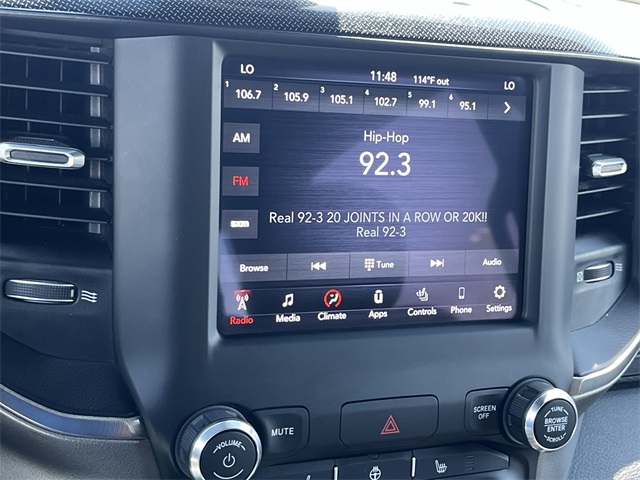 LO 11:48 114°F out LO
1 106.7 2 105.9 3 105.1 4 102.7 5 99.1 6 95.1
AM
Hip-Hop
92.3
FM
Real 92-3 20 JOINTS IN A ROW OR 20K!!
Real 92-3
Browse Tune Audio
Radio Media Climate Apps Controls Phone Settings
VOLUME
MUTE
SCREEN OFF
TUNE
BROWSE
ENTER